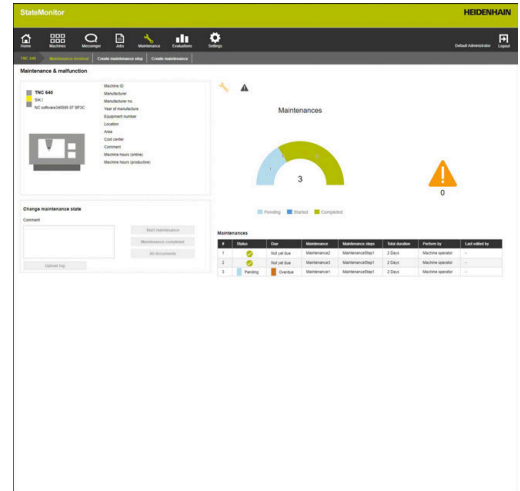 StateMonitor
HEIDENHAIN
Home
Machines
Messenger
Jobs
Maintenance
Evaluations
Settings
Default Administrator
Logout
TNC 640
Maintenance terminal
Create maintenance step
Create maintenance
Maintenance & malfunction
TNC 640
Machine ID
Manufacturer
Manufacturer no.
Year of manufacture
Equipment number
Location
Area
Cost center
Comment
Machine hours (online)
Machine hours (productive)
Maintenances
3
0
Pending
Started
Completed
Change maintenance state
Comment
Start maintenance
Maintenance completed
All documents
Upload log
Maintenances
# Status Due Maintenance Maintenance steps Total duration Perform by Last edited by
1 Not yet due Maintenance2 MaintenanceStep1 2 Days Machine operator -
2 Not yet due Maintenance3 MaintenanceStep1 2 Days Machine operator -
3 Pending Overdue Maintenance1 MaintenanceStep1 2 Days Machine operator -